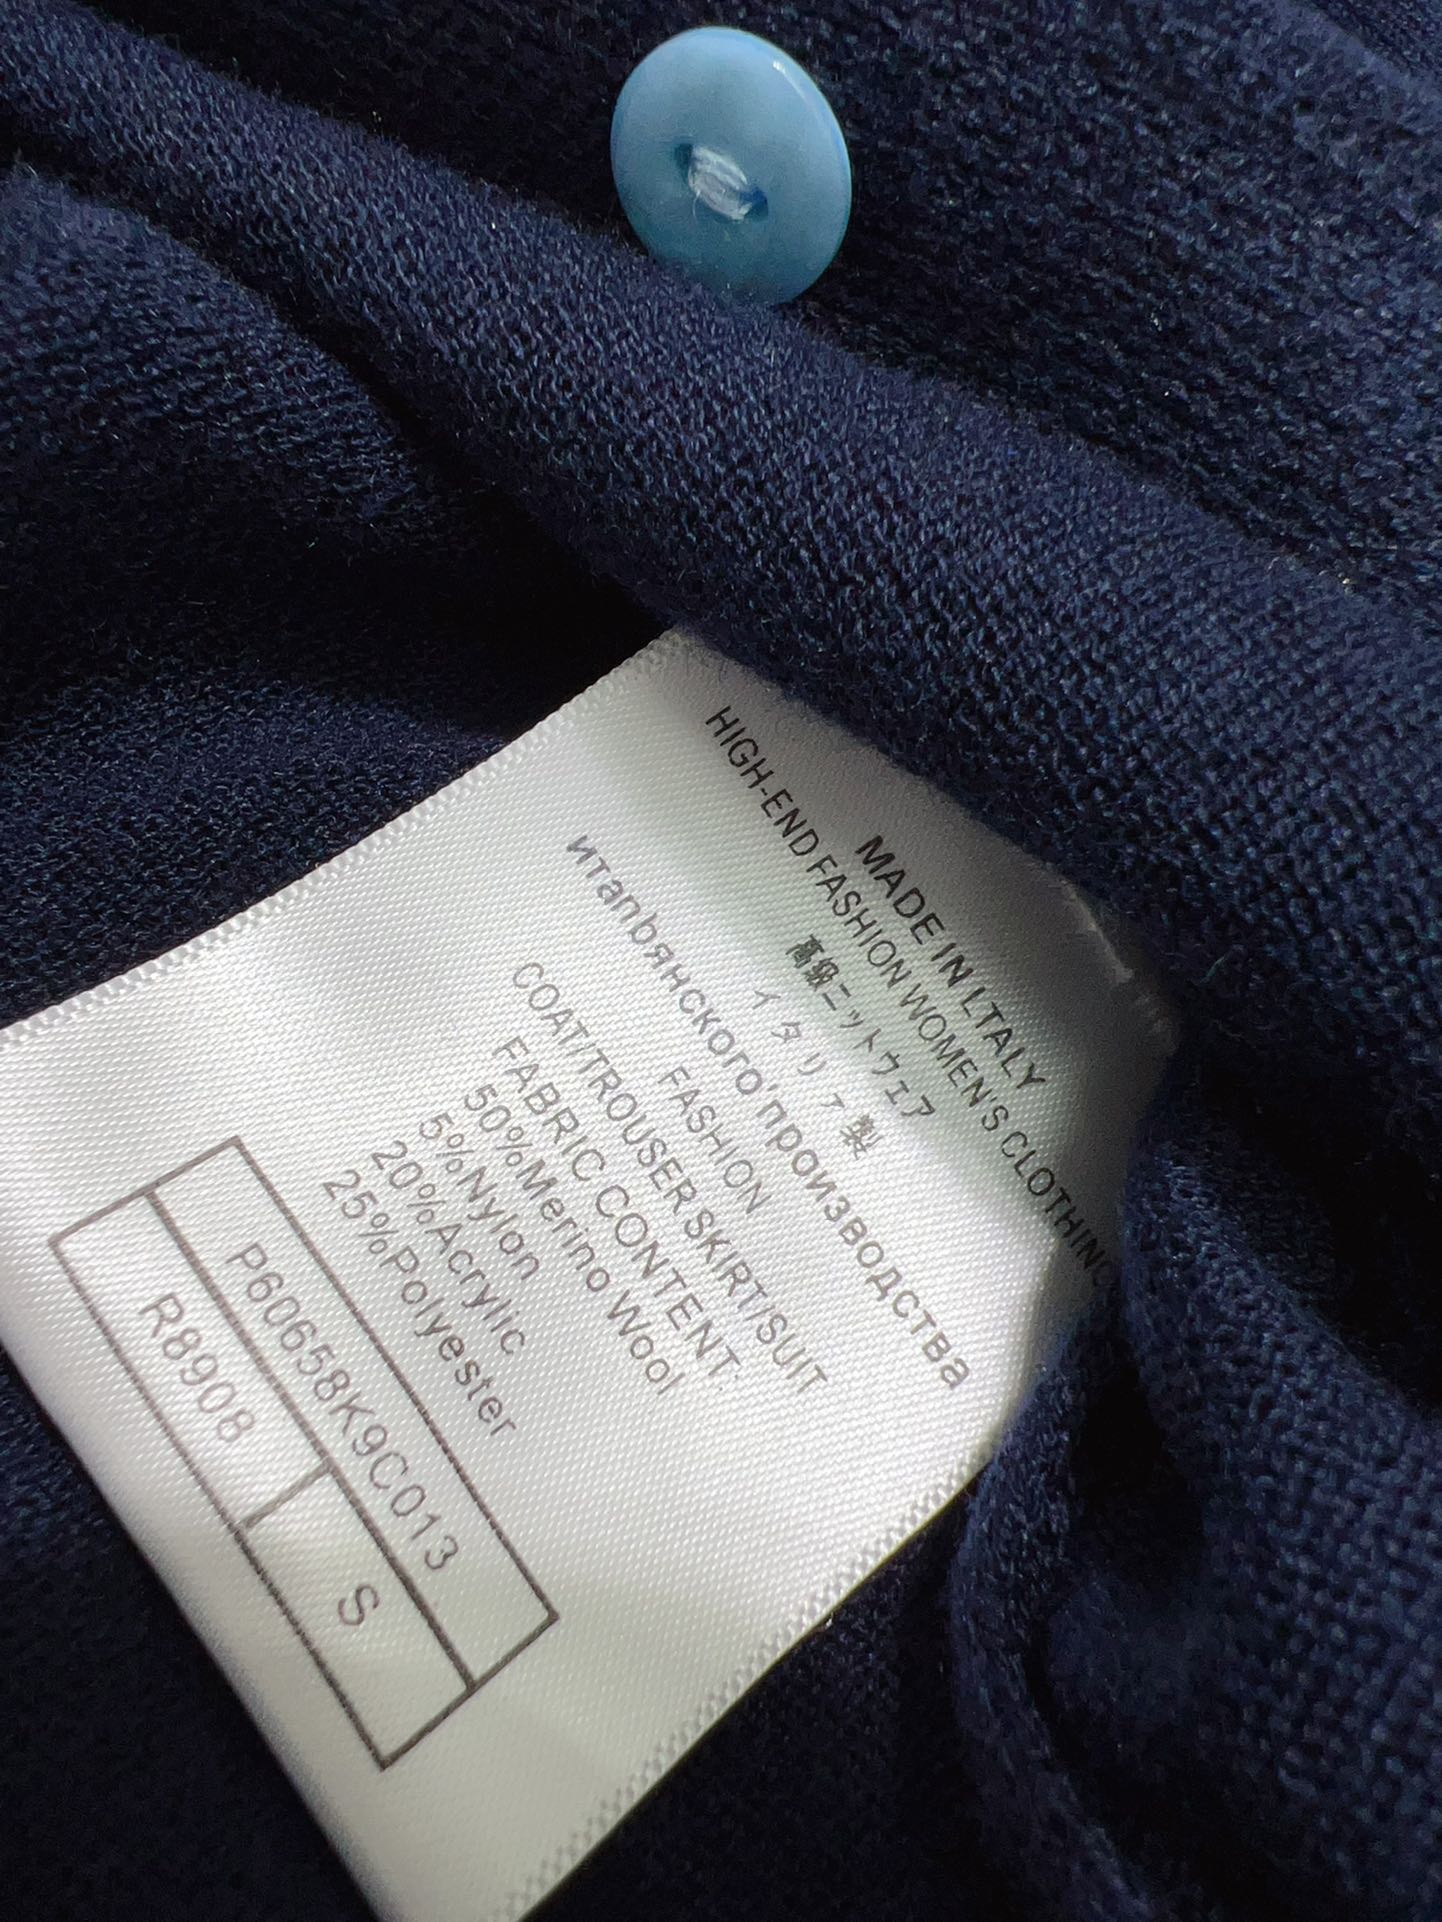 MADE IN LTALY
HIGH-END FASHION WOMEN'S CLOTHING
高級ニットウェア
イタリァ製
итапbянского'производства
FASHION
COAT/TROUSER SKIRT/SUIT
FABRIC CONTENT:
50%Merino Wool
5%Nylon
20%Acrylic
25%Polyester
P60658K9C013
R8908 S